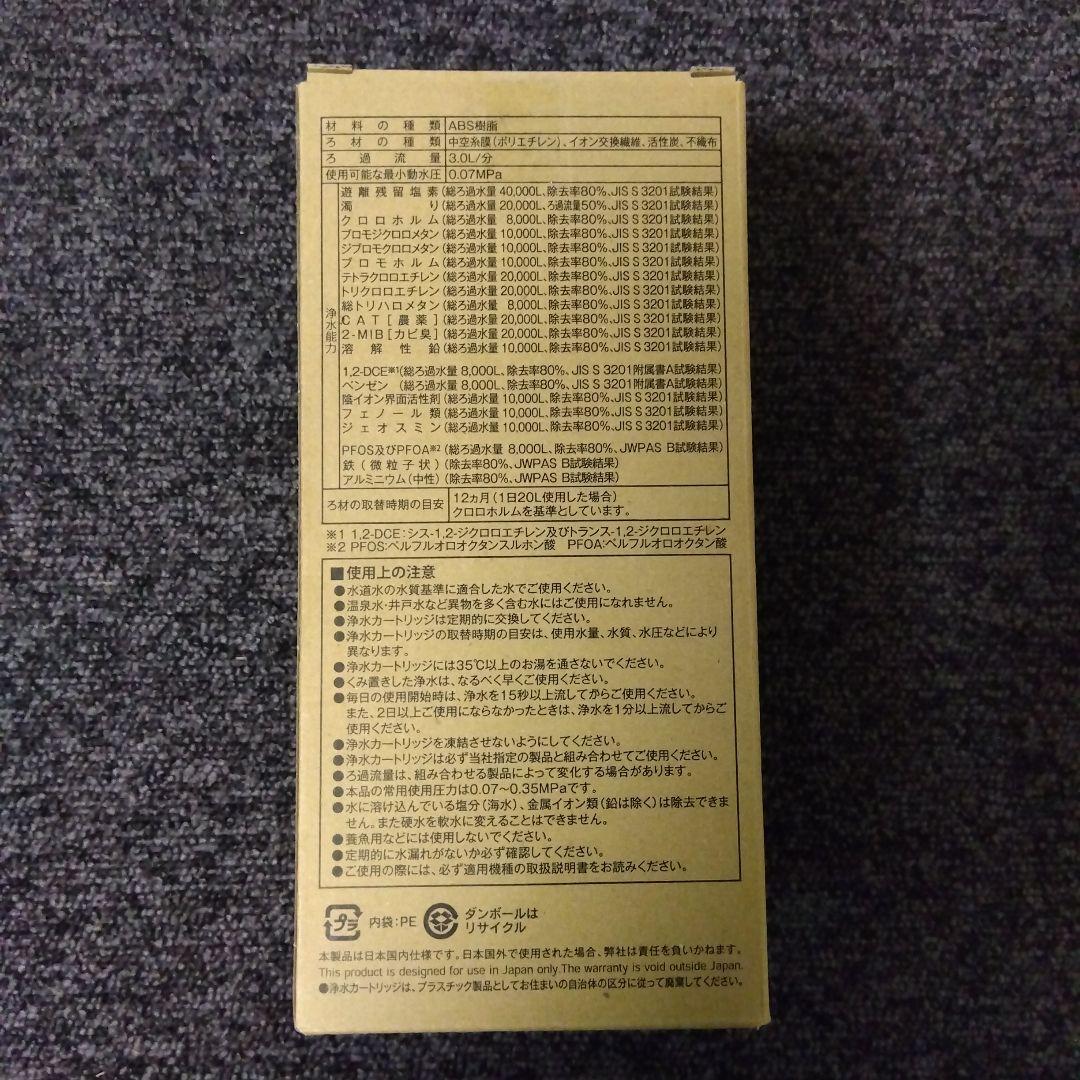 材料の種類 ABS樹脂
ろ材の種類 中空糸膜(ポリエチレン)、イオン交換繊維、活性炭、不織布
ろ過流量 3.0L/分
使用可能な最小動水圧 0.07MPa
浄水能力
遊離残留塩素(総ろ過水量 40,000L、除去率80%、JIS S 3201試験結果)
濁り(総ろ過水量 20,000L、ろ過流量50%、JIS S 3201試験結果)
クロロホルム(総ろ過水量 8,000L、除去率80%、JIS S 3201試験結果)
ブロモジクロロメタン(総ろ過水量 10,000L、除去率80%、JIS S 3201試験結果)
ジブロモクロロメタン(総ろ過水量 10,000L、除去率80%、JIS S 3201試験結果)
ブロモホルム(総ろ過水量 10,000L、除去率80%、JIS S 3201試験結果)
テトラクロロエチレン(総ろ過水量 20,000L、除去率80%、JIS S 3201試験結果)
トリクロロエチレン(総ろ過水量 20,000L、除去率80%、JIS S 3201試験結果)
総トリハロメタン(総ろ過水量 8,000L、除去率80%、JIS S 3201試験結果)
CAT[農薬](総ろ過水量 20,000L、除去率80%、JIS S 3201試験結果)
2-MIB[カビ臭](総ろ過水量 20,000L、除去率80%、JIS S 3201試験結果)
溶解性鉛(総ろ過水量 10,000L、除去率80%、JIS S 3201試験結果)
1,2-DCE※1(総ろ過水量 8,000L、除去率80%、JIS S 3201附属書A試験結果)
ベンゼン(総ろ過水量 8,000L、除去率80%、JIS S 3201附属書A試験結果)
陰イオン界面活性剤(総ろ過水量 10,000L、除去率80%、JIS S 3201試験結果)
フェノール類(総ろ過水量 10,000L、除去率80%、JIS S 3201試験結果)
ジェオスミン(総ろ過水量 10,000L、除去率80%、JIS S 3201試験結果)
PFOS及びPFOA※2(総ろ過水量 8,000L、除去率80%、JWPAS B試験結果)
鉄(微粒子状)(除去率80%、JWPAS B試験結果)
アルミニウム(中性)(除去率80%、JWPAS B試験結果)
ろ材の取替時期の目安 12ヵ月(1日20L使用した場合)
クロロホルムを基準としています。
※1 1,2-DCE:シス-1,2-ジクロロエチレン及びトランス-1,2-ジクロロエチレン
※2 PFOS:ペルフルオロオクタンスルホン酸 PFOA:ペルフルオロオクタン酸
■使用上の注意
●水道水の水質基準に適合した水でご使用ください。
●温泉水・井戸水など異物を多く含む水にはご使用になれません。
●浄水カートリッジは定期的に交換してください。
●浄水カートリッジの取替時期の目安は、使用水量、水質、水圧などにより
異なります。
●浄水カートリッジには35℃以上のお湯を通さないでください。
●くみ置きした浄水は、なるべく早くご使用ください。
●毎日の使用開始時は、浄水を15秒以上流してからご使用ください。
また、2日以上ご使用にならなかったときは、浄水を1分以上流してからご
使用ください。
●浄水カートリッジを凍結させないようにしてください。
●浄水カートリッジは必ず当社指定の製品と組み合わせてご使用ください。
●ろ過流量は、組み合わせる製品によって変化する場合があります。
●本品の常用使用圧力は0.07～0.35MPaです。
●水に溶け込んでいる塩分(海水)、金属イオン類(鉛は除く)は除去できま
せん。また硬水を軟水に変えることはできません。
●養魚用などには使用しないでください。
●定期的に水漏れがないか必ず確認してください。
●ご使用の際には、必ず適用機種の取扱説明書をお読みください。
プラ 内袋:PE ダンボールは
リサイクル
本製品は日本国内仕様です。日本国外で使用された場合、弊社は責任を負いかねます。
This product is designed for use in Japan only.The warranty is void outside Japan.
●浄水カートリッジは、プラスチック製品としてお住まいの自治体の区分に従って廃棄してください。